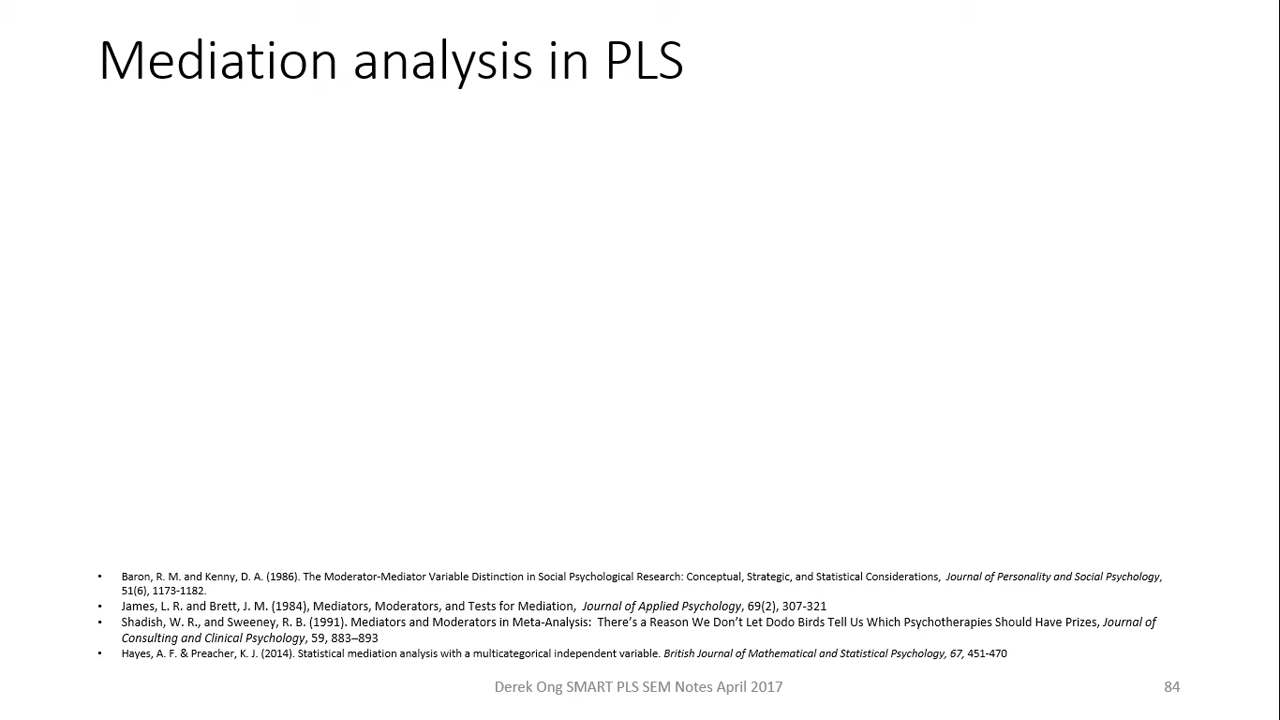 Mediation analysis in PLS
• Baron, R. M. and Kenny, D. A. (1986). The Moderator-Mediator Variable Distinction in Social Psychological Research: Conceptual, Strategic, and Statistical Considerations, Journal of Personality and Social Psychology,
51(6), 1173-1182.
• James, L. R. and Brett, J. M. (1984), Mediators, Moderators, and Tests for Mediation, Journal of Applied Psychology, 69(2), 307-321
• Shadish, W. R., and Sweeney, R. B. (1991). Mediators and Moderators in Meta-Analysis: There’s a Reason We Don’t Let Dodo Birds Tell Us Which Psychotherapies Should Have Prizes, Journal of
Consulting and Clinical Psychology, 59, 883–893
• Hayes, A. F. & Preacher, K. J. (2014). Statistical mediation analysis with a multicategorical independent variable. British Journal of Mathematical and Statistical Psychology, 67, 451-470
Derek Ong SMART PLS SEM Notes April 2017
84